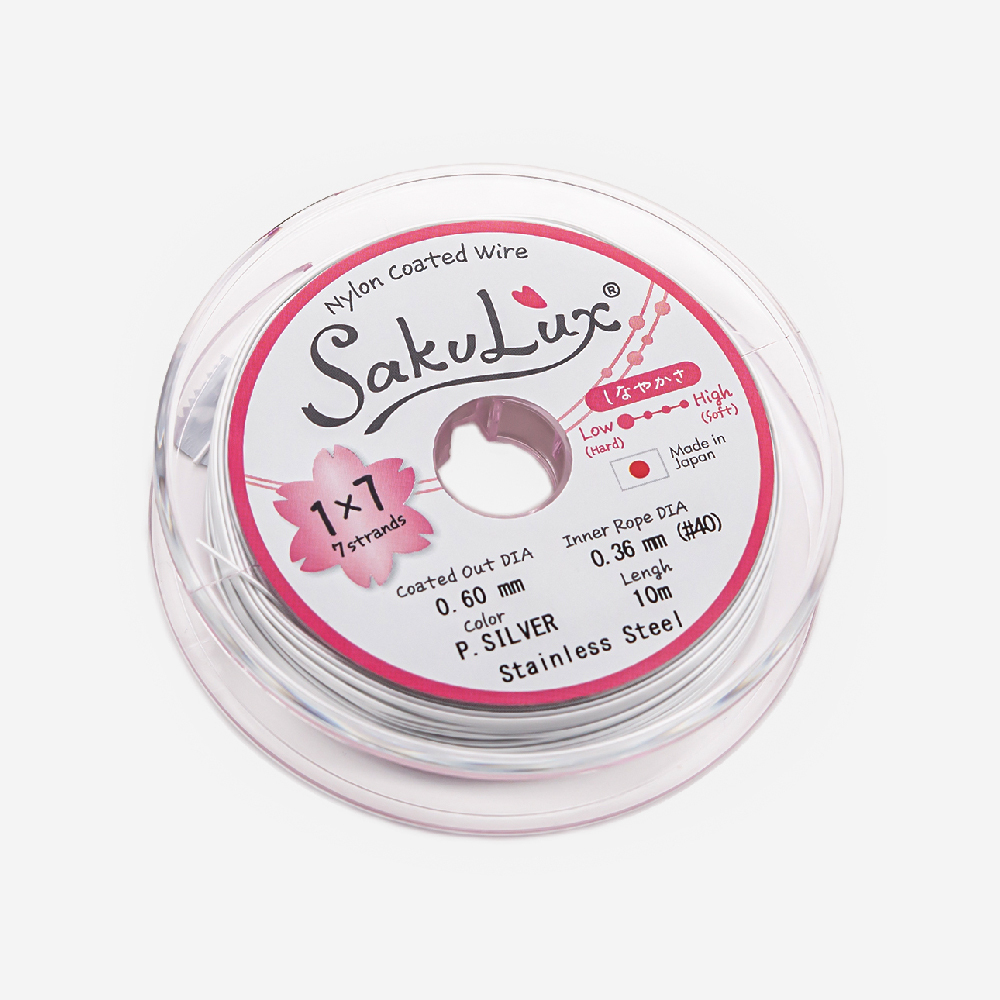 Nylon Coated Wire
SakuLux®
しなやかさ
Low High
(Hard) (Soft)
Made in
Japan
1×7
7strands
Coated Out DIA
0.60 mm
Inner Rope DIA
0.36 mm (#40)
Color
P.SILVER
Lengh
10m
Stainless Steel